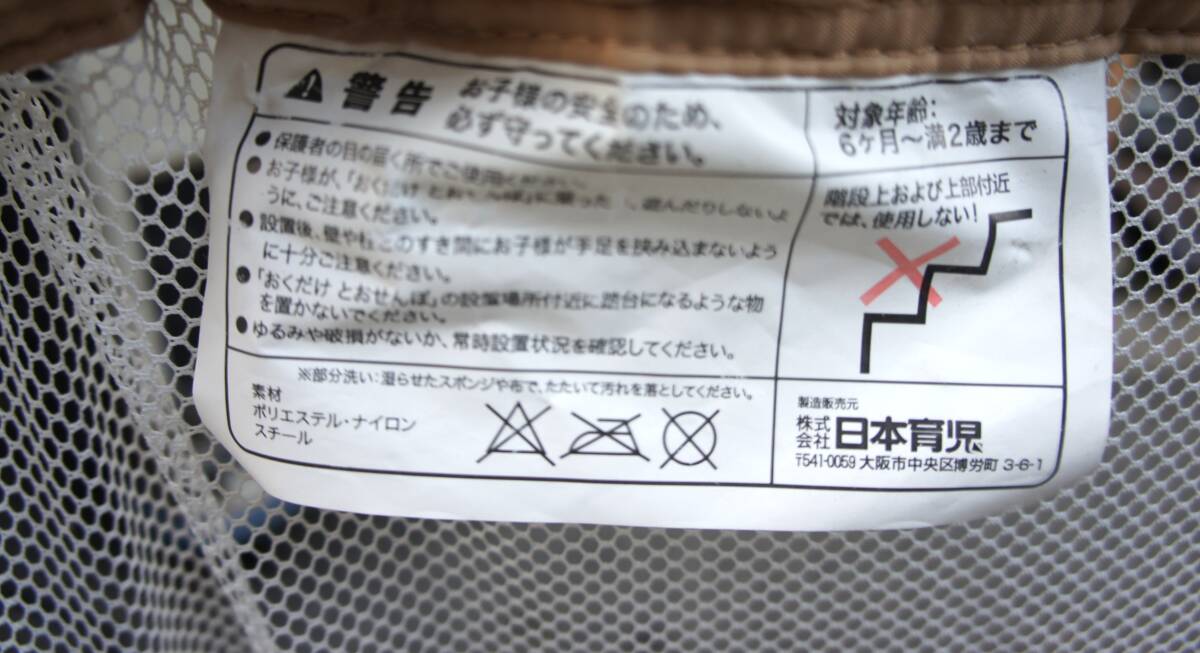 警告
お子様の安全のため、
必ず守ってください。
●保護者の目の届く所でご使用ください。
●お子様が、「おくだけ とおせんぼ」に乗った 、遊んだりしないよ
うに、ご注意ください。
●設置後、壁や柱とのすき間にお子様が手足を挟み込まないよう
に十分ご注意ください。
●「おくだけ とおせんぼ」の設置場所付近に踏台になるような物
を置かないでください。
●ゆるみや破損がないか、常時設置状況を確認してください。
対象年齢：
6ヶ月～満2歳まで
階段上および上部付近
では、使用しない！
※部分洗い：湿らせたスポンジや布で、たたいて汚れを落としてください。
素材
ポリエステル・ナイロン
スチール
製造販売元
株式会社 日本育児
〒541-0059 大阪市中央区博労町 3-6-1